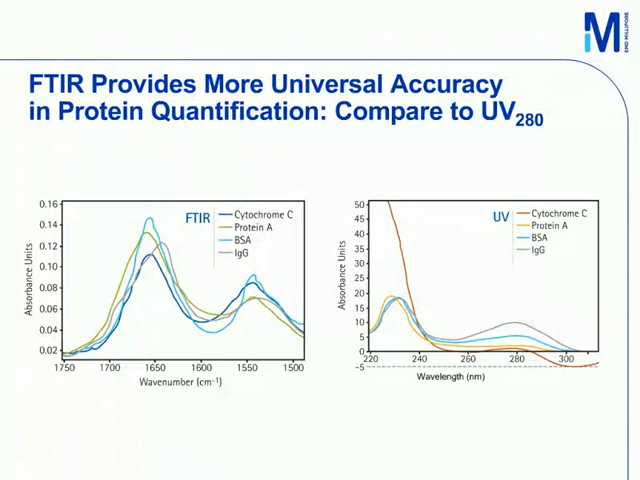 M
EMD MILLIPORE
FTIR Provides More Universal Accuracy
in Protein Quantification: Compare to UV280
0.16
0.14
0.12
0.10
0.08
0.06
0.04
0.02
Absorbance Units
FTIR
Cytochrome C
Protein A
BSA
IgG
1750 1700 1650 1600 1550 1500
Wavenumber (cm-1)
50
45
40
35
30
25
20
15
10
5
0
-5
Absorbance Units
UV
Cytochrome C
Protein A
BSA
IgG
220 240 260 280 300
Wavelength (nm)